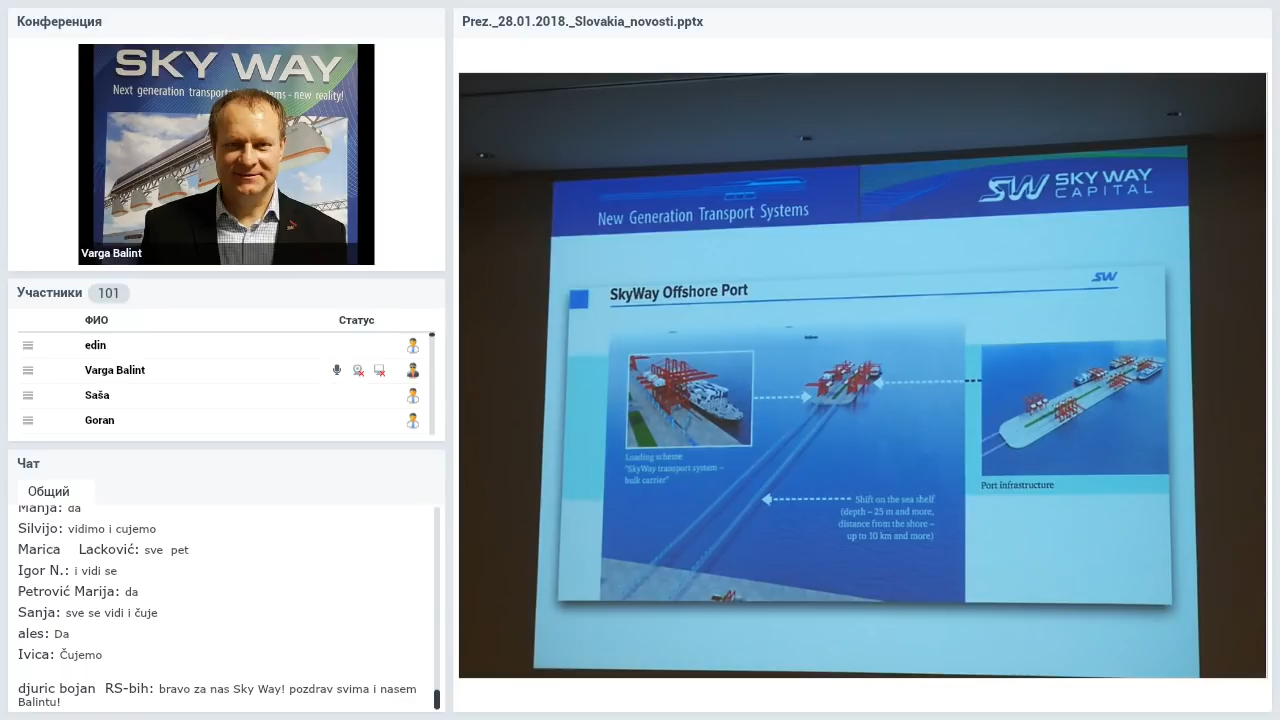 Конференция
SKY WAY
Next generation
ems - new reality!
Varga Balint
Участники 101
ФИО Статус
edin
Varga Balint
Saša
Goran
Чат
Общий
Manja: da
Silvijo: vidimo i cujemo
Marica Lacković: sve pet
Igor N.: i vidi se
Petrović Marija: da
Sanja: sve se vidi i čuje
ales: Da
Ivica: Čujemo
djuric bojan RS-bih: bravo za nas Sky Way! pozdrav svima i nasem
Balintu!
Prez._28.01.2018._Slovakia_novosti.pptx
New Generation Transport Systems
SW SKY WAY
CAPITAL
SkyWay Offshore Port
SW
Loading scheme
"SkyWay transport system –
bulk carrier"
Shift on the sea shelf
(depth – 25 m and more,
distance from the shore –
up to 10 km and more)
Port infrastructure